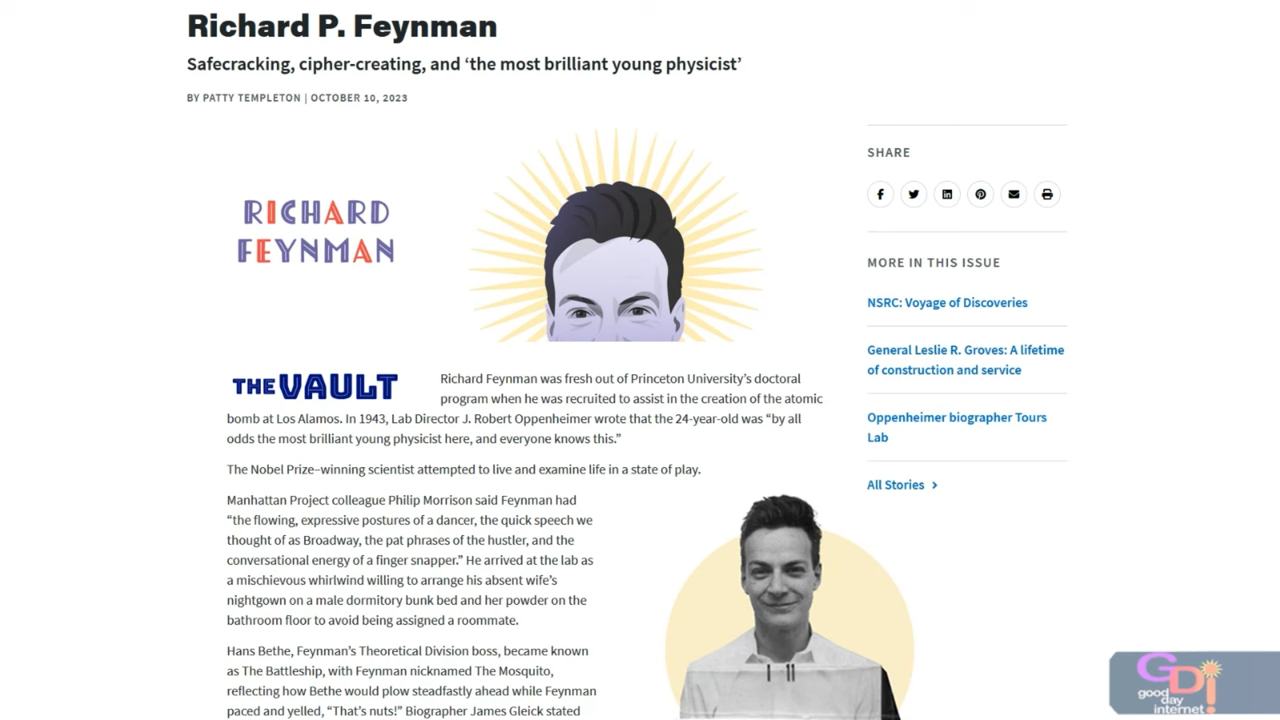 Richard P. Feynman
Safecracking, cipher-creating, and ‘the most brilliant young physicist’
BY PATTY TEMPLETON | OCTOBER 10, 2023
RICHARD
FEYNMAN
THE VAULT
Richard Feynman was fresh out of Princeton University’s doctoral
program when he was recruited to assist in the creation of the atomic
bomb at Los Alamos. In 1943, Lab Director J. Robert Oppenheimer wrote that the 24-year-old was “by all
odds the most brilliant young physicist here, and everyone knows this.”
The Nobel Prize–winning scientist attempted to live and examine life in a state of play.
Manhattan Project colleague Philip Morrison said Feynman had
“the flowing, expressive postures of a dancer, the quick speech we
thought of as Broadway, the pat phrases of the hustler, and the
conversational energy of a finger snapper.” He arrived at the lab as
a mischievous whirlwind willing to arrange his absent wife’s
nightgown on a male dormitory bunk bed and her powder on the
bathroom floor to avoid being assigned a roommate.
Hans Bethe, Feynman’s Theoretical Division boss, became known
as The Battleship, with Feynman nicknamed The Mosquito,
reflecting how Bethe would plow steadfastly ahead while Feynman
paced and yelled, “That’s nuts!” Biographer James Gleick stated
SHARE
MORE IN THIS ISSUE
NSRC: Voyage of Discoveries
General Leslie R. Groves: A lifetime
of construction and service
Oppenheimer biographer Tours
Lab
All Stories
GDi
good
day
internet!